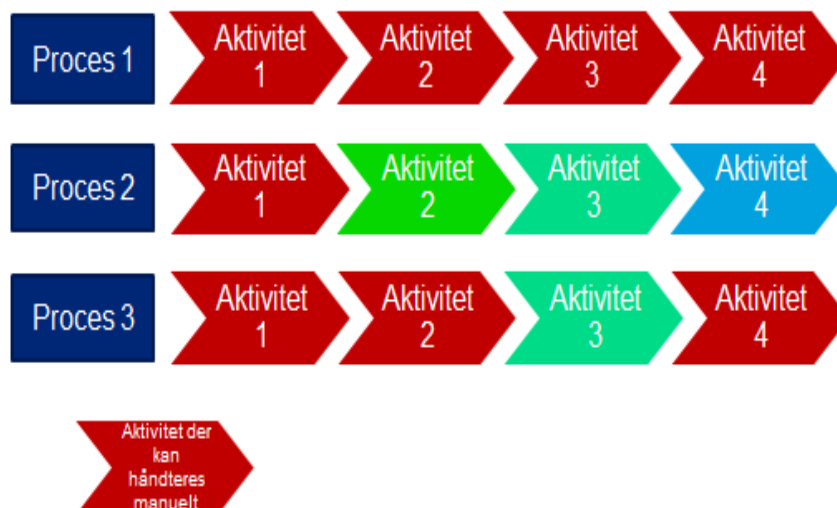 Proces 1
Aktivitet
1
Aktivitet
2
Aktivitet
3
Aktivitet
4
Proces 2
Aktivitet
1
Aktivitet
2
Aktivitet
3
Aktivitet
4
Proces 3
Aktivitet
1
Aktivitet
2
Aktivitet
3
Aktivitet
4
Aktivitet der
kan
håndteres
manuelt